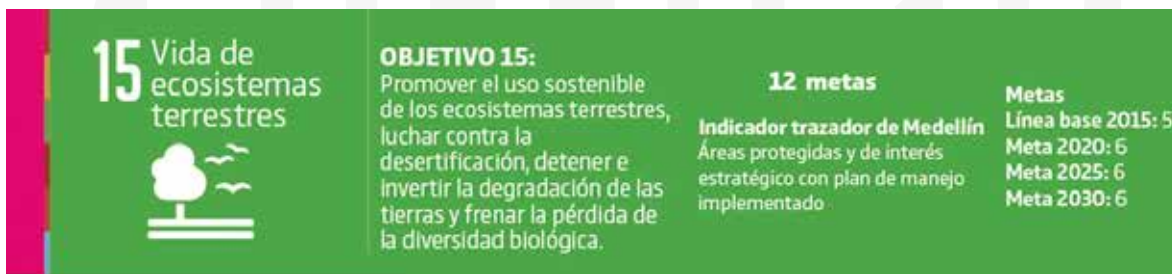 15 Vida de
ecosistemas
terrestres
OBJETIVO 15:
Promover el uso sostenible
de los ecosistemas terrestres,
luchar contra la
desertificación, detener e
invertir la degradación de las
tierras y frenar la pérdida de
la diversidad biológica.
12 metas
Indicador trazador de Medellín
Áreas protegidas y de interés
estratégico con plan de manejo
implementado
Metas
Línea base 2015: 5
Meta 2020: 6
Meta 2025: 6
Meta 2030: 6